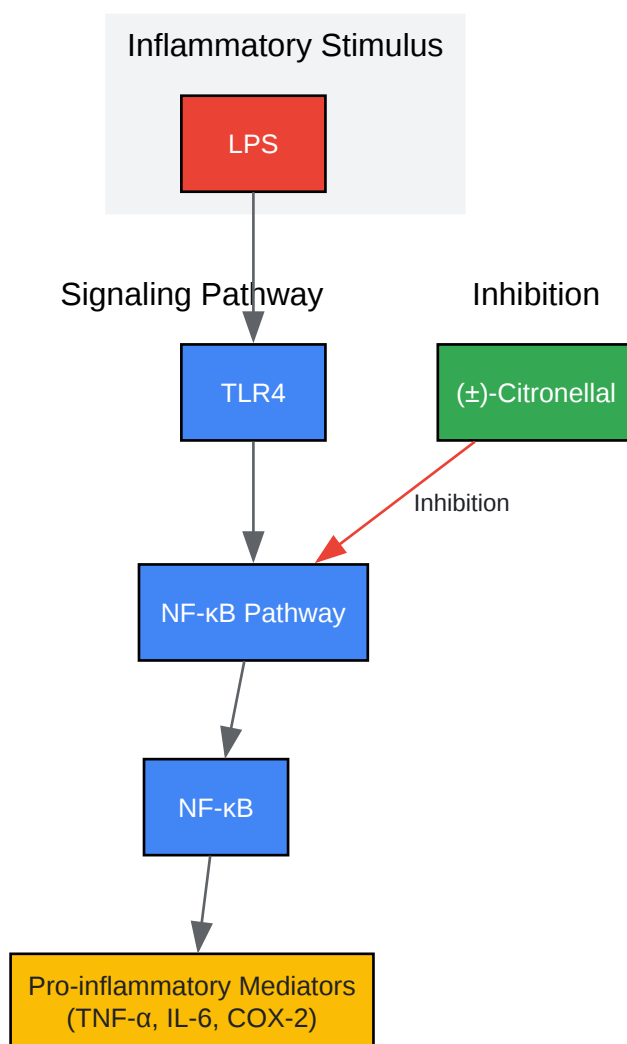 Inflammatory Stimulus
LPS
Signaling Pathway
Inhibition
TLR4
(±)-Citronellal
Inhibition
NF-κB Pathway
NF-κB
Pro-inflammatory Mediators
(TNF-α, IL-6, COX-2)